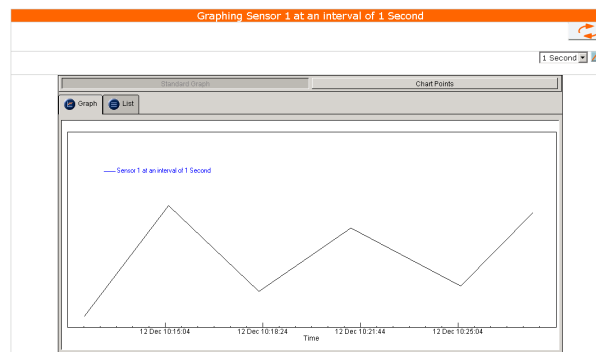 Graphing Sensor 1 at an interval of 1 Second
1 Second
Standard Graph
Chart Points
Graph
List
Sensor 1 at an interval of 1 Second
12 Dec 10:15:04
12 Dec 10:18:24
12 Dec 10:21:44
12 Dec 10:25:04
Time